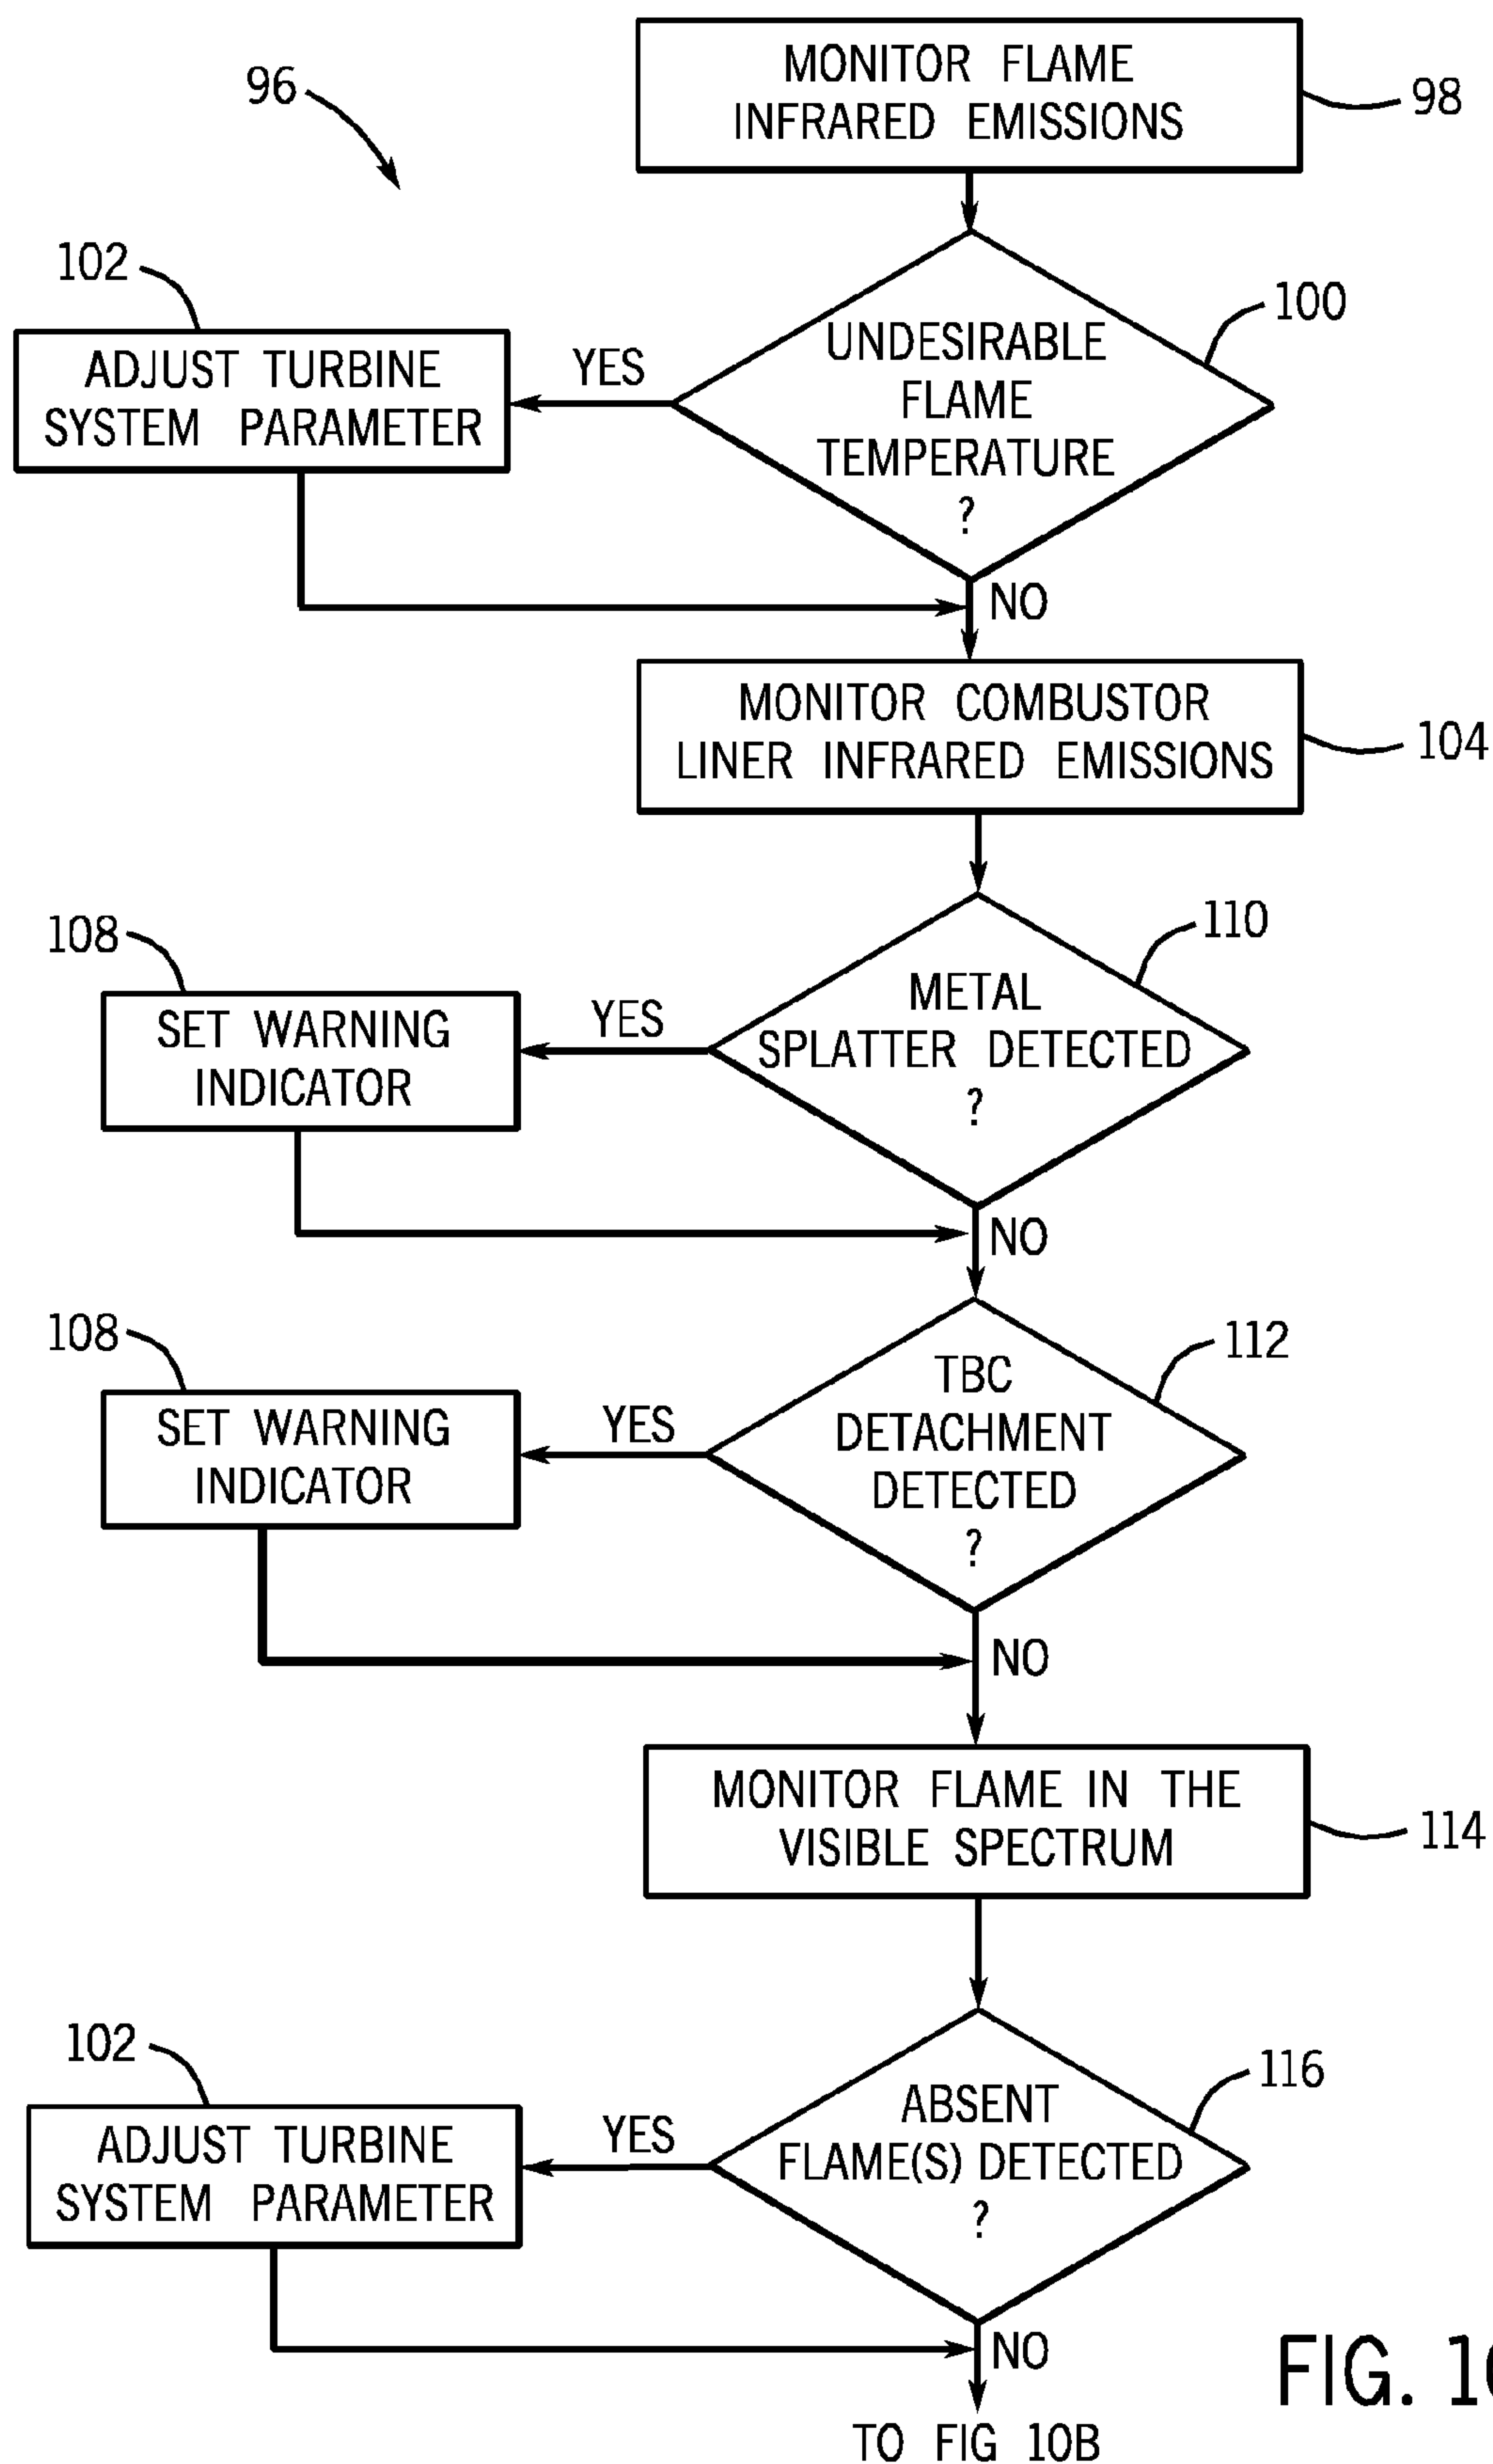 96
MONITOR FLAME
INFRARED EMISSIONS
98
102
ADJUST TURBINE
SYSTEM PARAMETER
YES
UNDESIRABLE
FLAME
TEMPERATURE
?
100
NO
MONITOR COMBUSTOR
LINER INFRARED EMISSIONS
104
108
SET WARNING
INDICATOR
YES
METAL
SPLATTER DETECTED
?
110
NO
108
SET WARNING
INDICATOR
YES
TBC
DETACHMENT
DETECTED
?
112
NO
MONITOR FLAME IN THE
VISIBLE SPECTRUM
114
102
ADJUST TURBINE
SYSTEM PARAMETER
YES
ABSENT
FLAME(S) DETECTED
?
116
NO
TO FIG 10B
FIG.